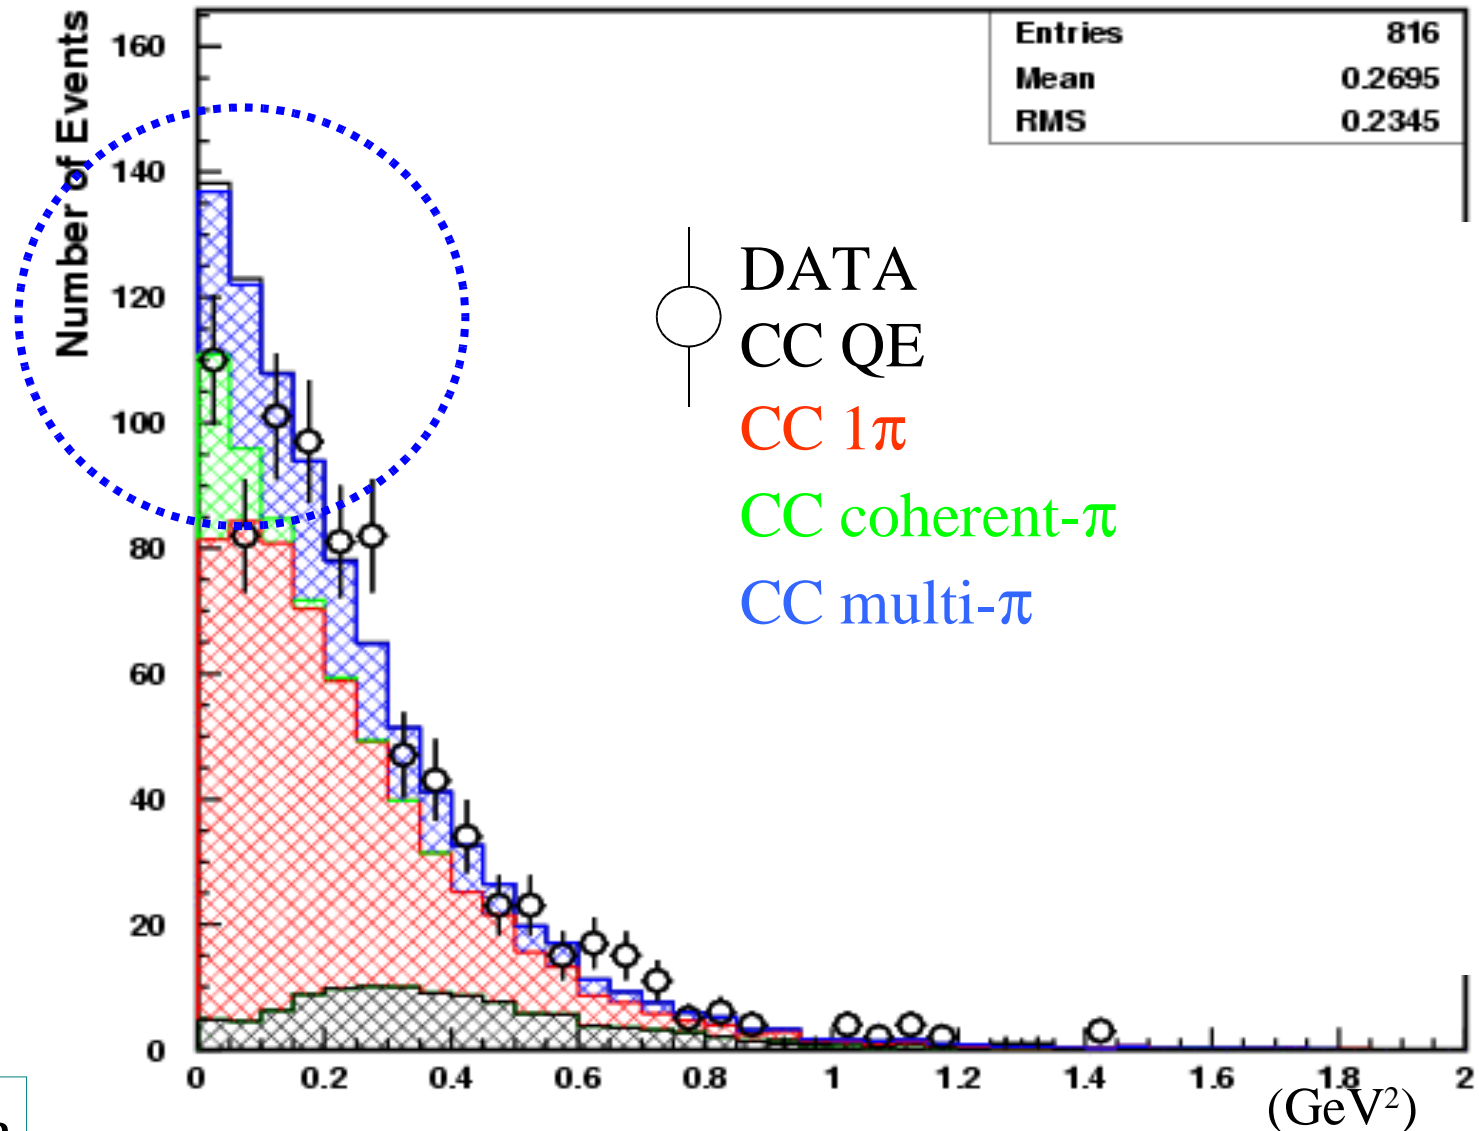 Number of Events
160
140
120
100
80
60
40
20
0
Entries 816
Mean 0.2695
RMS 0.2345
DATA
CC QE
CC 1π
CC coherent-π
CC multi-π
0 0.2 0.4 0.6 0.8 1 1.2 1.4 1.6 1.8 2
(GeV²)